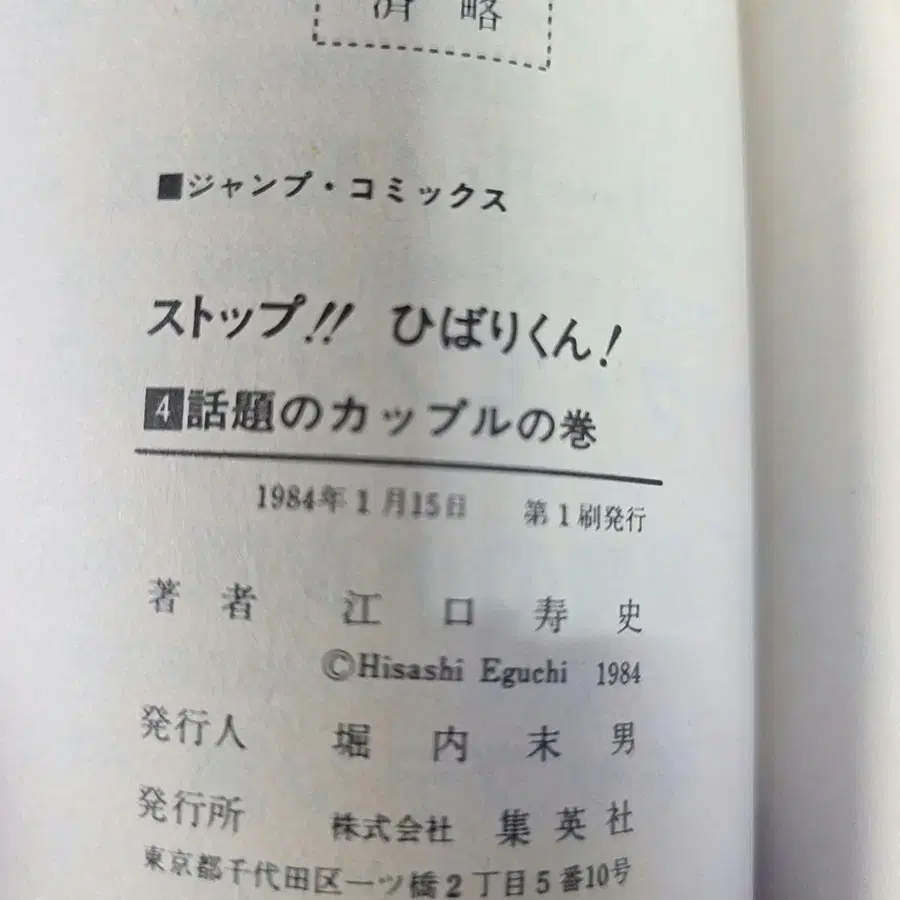 済 略
■ジャンプ・コミックス
ストップ!! ひばりくん!
4 話題のカップルの巻
1984年1月15日 第1刷発行
著者 江口寿史
©Hisashi Eguchi 1984
発行人 堀内末男
発行所 株式会社 集英社
東京都千代田区一ツ橋2丁目5番10号